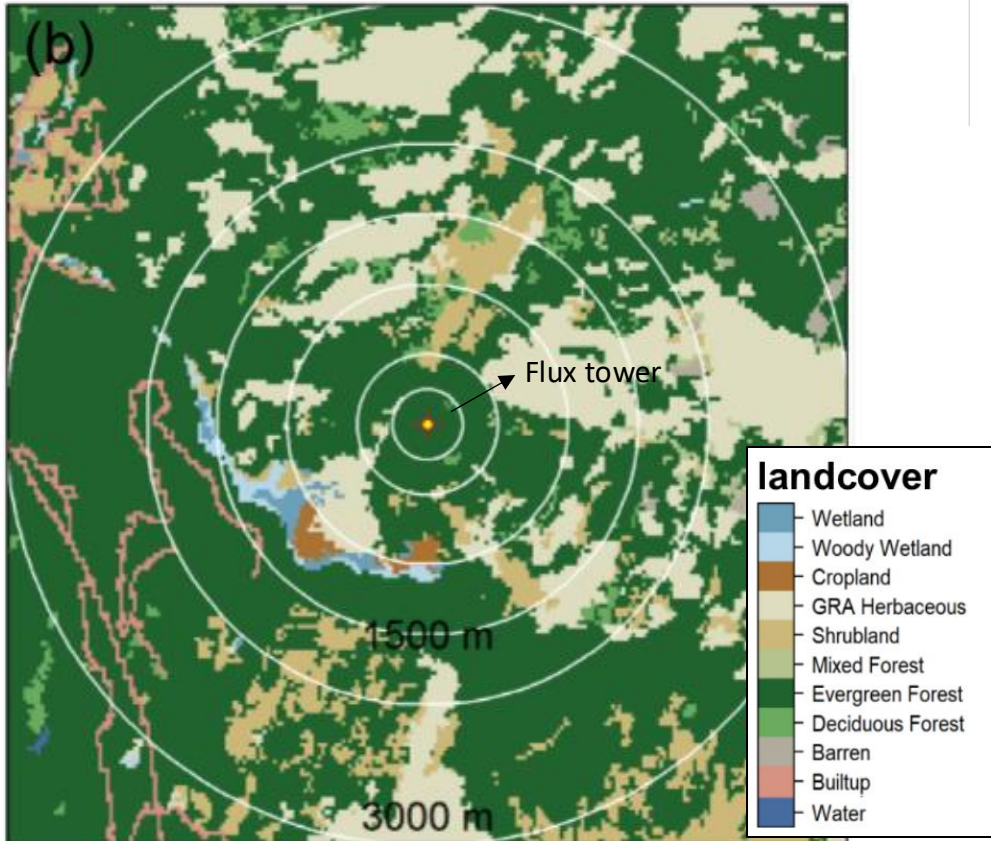 (b)
Flux tower
1500 m
3000 m
landcover
Wetland
Woody Wetland
Cropland
GRA Herbaceous
Shrubland
Mixed Forest
Evergreen Forest
Deciduous Forest
Barren
Builtup
Water